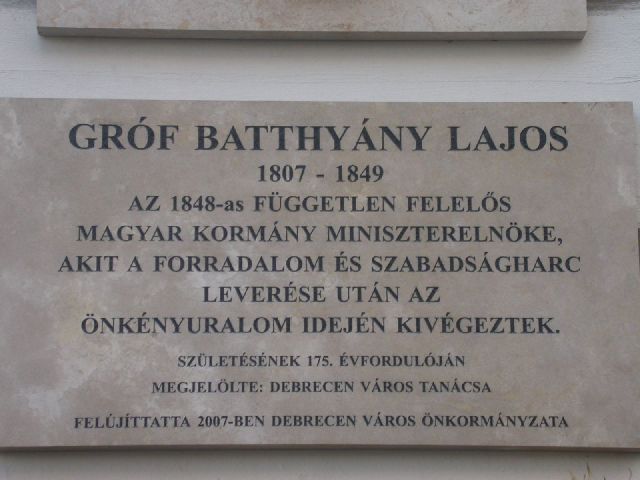 GRÓF BATTHYÁNY LAJOS
1807 - 1849
AZ 1848-as FÜGGETLEN FELELŐS
MAGYAR KORMÁNY MINISZTERELNÖKE,
AKIT A FORRADALOM ÉS SZABADSÁGHARC
LEVERÉSE UTÁN AZ
ÖNKÉNYURALOM IDEJÉN KIVÉGEZTEK.
SZÜLETÉSÉNEK 175. ÉVFORDULÓJÁN
MEGJELÖLTE: DEBRECEN VÁROS TANÁCSA
FELÚJÍTTATTA 2007-BEN DEBRECEN VÁROS ÖNKORMÁNYZATA